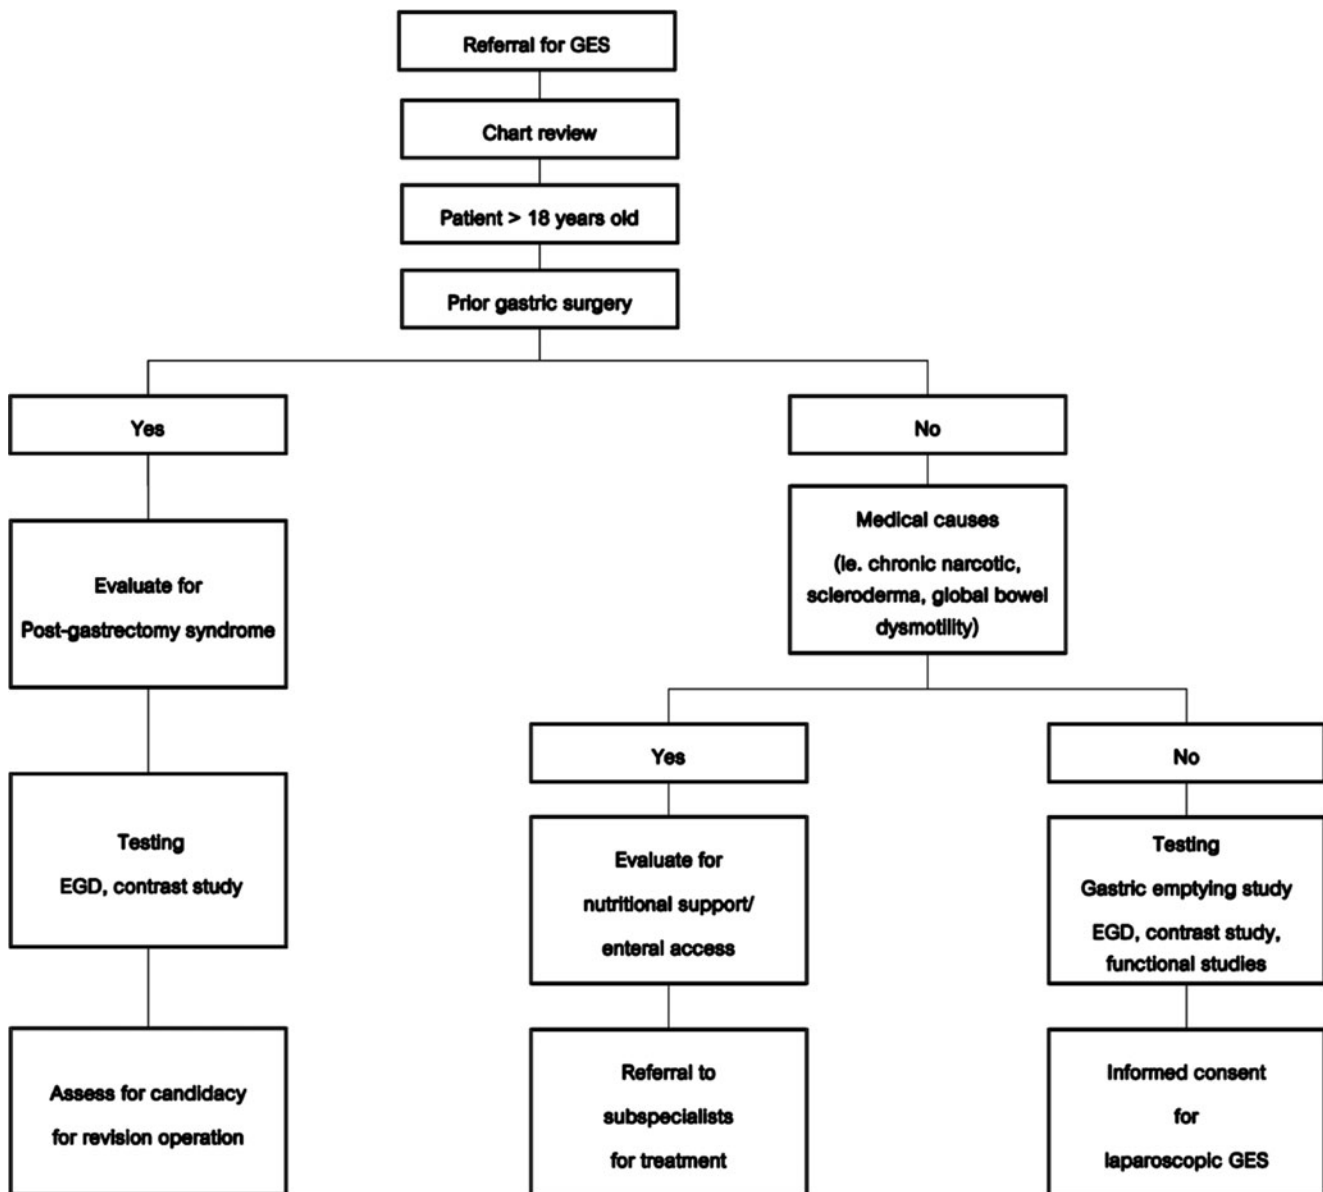 Referral for GES
Chart review
Patient > 18 years old
Prior gastric surgery
Yes
No
Evaluate for
Post-gastrectomy syndrome
Medical causes
(ie. chronic narcotic,
scleroderma, global bowel
dysmotility)
Yes
No
Testing
EGD, contrast study
Evaluate for
nutritional support/
enteral access
Testing
Gastric emptying study
EGD, contrast study,
functional studies
Assess for candidacy
for revision operation
Referral to
subspecialists
for treatment
Informed consent
for
laparoscopic GES